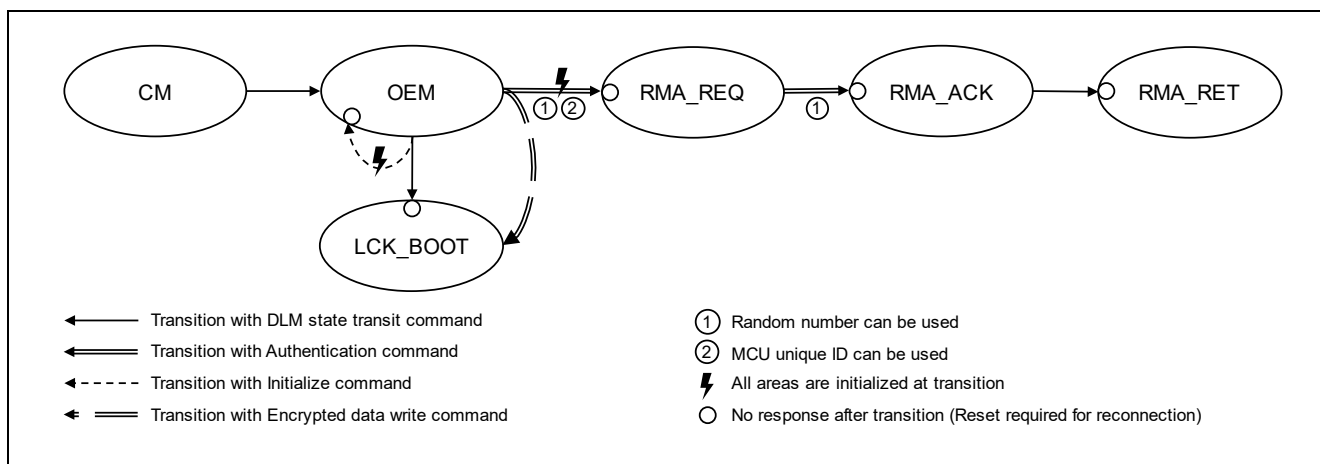 CM
OEM
RMA_REQ
RMA_ACK
RMA_RET
1 2
1
LCK_BOOT
Transition with DLM state transit command
Transition with Authentication command
Transition with Initialize command
Transition with Encrypted data write command
1 Random number can be used
2 MCU unique ID can be used
All areas are initialized at transition
No response after transition (Reset required for reconnection)